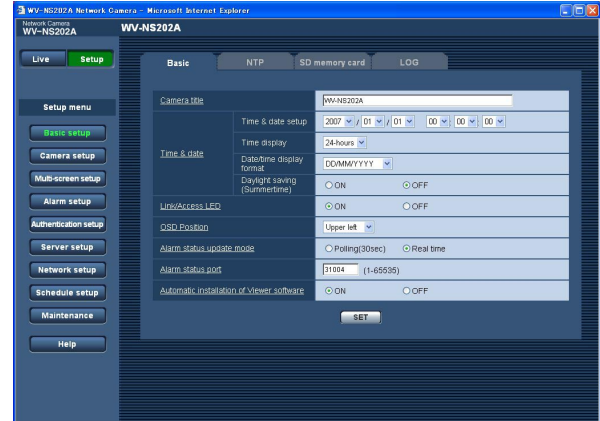 WV-NS202A Network Camera - Microsoft Internet Explorer
Network Camera
WV-NS202A
WV-NS202A
Live Setup
Basic NTP SD memory card LOG
Setup menu
Basic setup
Camera setup
Multi-screen setup
Alarm setup
Authentication setup
Server setup
Network setup
Schedule setup
Maintenance
Help
Camera title WV-NS202A
Time & date
Time & date setup 2007 / 01 / 01 00 : 00 : 00
Time display 24-hours
Date/time display
format DD/MM/YYYY
Daylight saving
(Summertime) ON OFF
Link/Access LED ON OFF
OSD Position Upper left
Alarm status update mode Polling(30sec) Real time
Alarm status port 31004 (1-65535)
Automatic installation of Viewer software ON OFF
SET